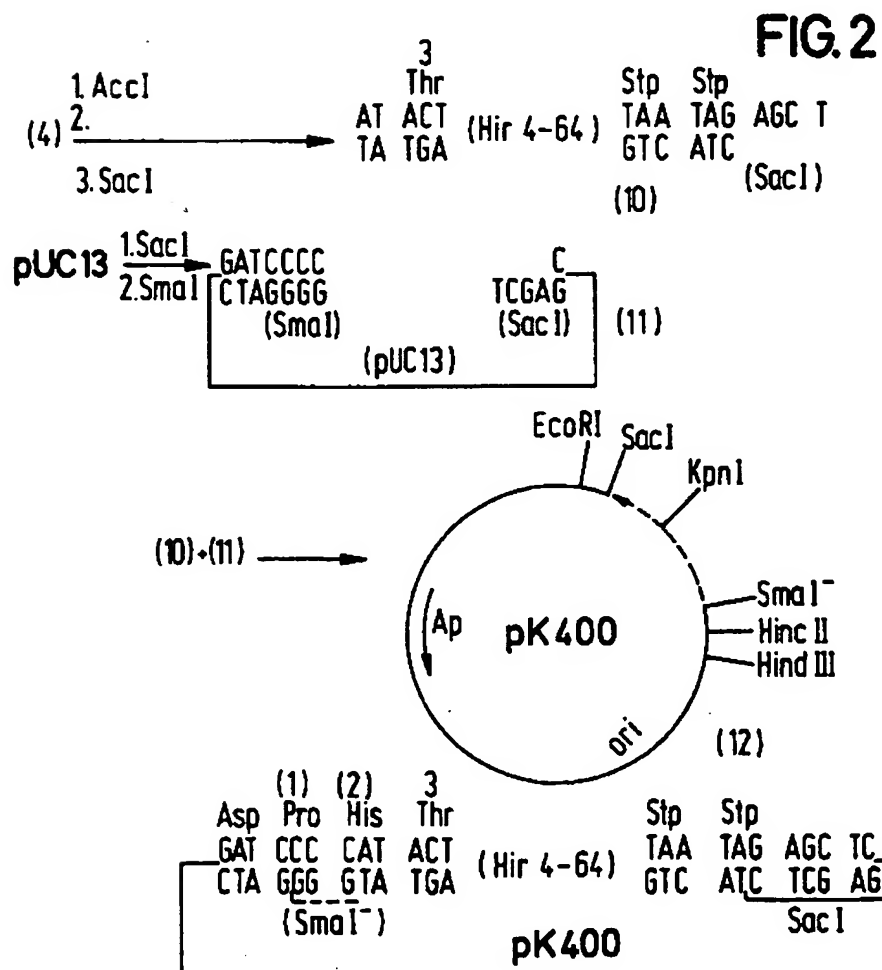 FIG. 2
3
1. AccI Thr Stp Stp
2. AT ACT TAA TAG AGC T
(4) (Hir 4-64)
TA TGA GTC ATC
3. SacI (10) (SacI)
pUC13 1. SacI GATCCCC C
2. SmaI CTAGGGG TCGAG
(SmaI) (SacI) (11)
(pUC13)
EcoRI SacI
KpnI
(10)+(11)
SmaI⁻
Ap pK400 Hinc II
Hind III
ori (12)
(1) (2) 3
Asp Pro His Thr Stp Stp
GAT CCC CAT ACT TAA TAG AGC TC
(Hir 4-64)
CTA GGG GTA TGA GTC ATC TCG AG
(SmaI⁻) SacI
pK400